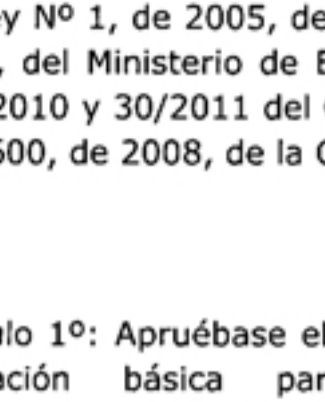 y Nº 1, de 2005, de
, del Ministerio de E
2010 y 30/2011 del
600, de 2008, de la C
lo 1º: Apruébase el
ación básica par